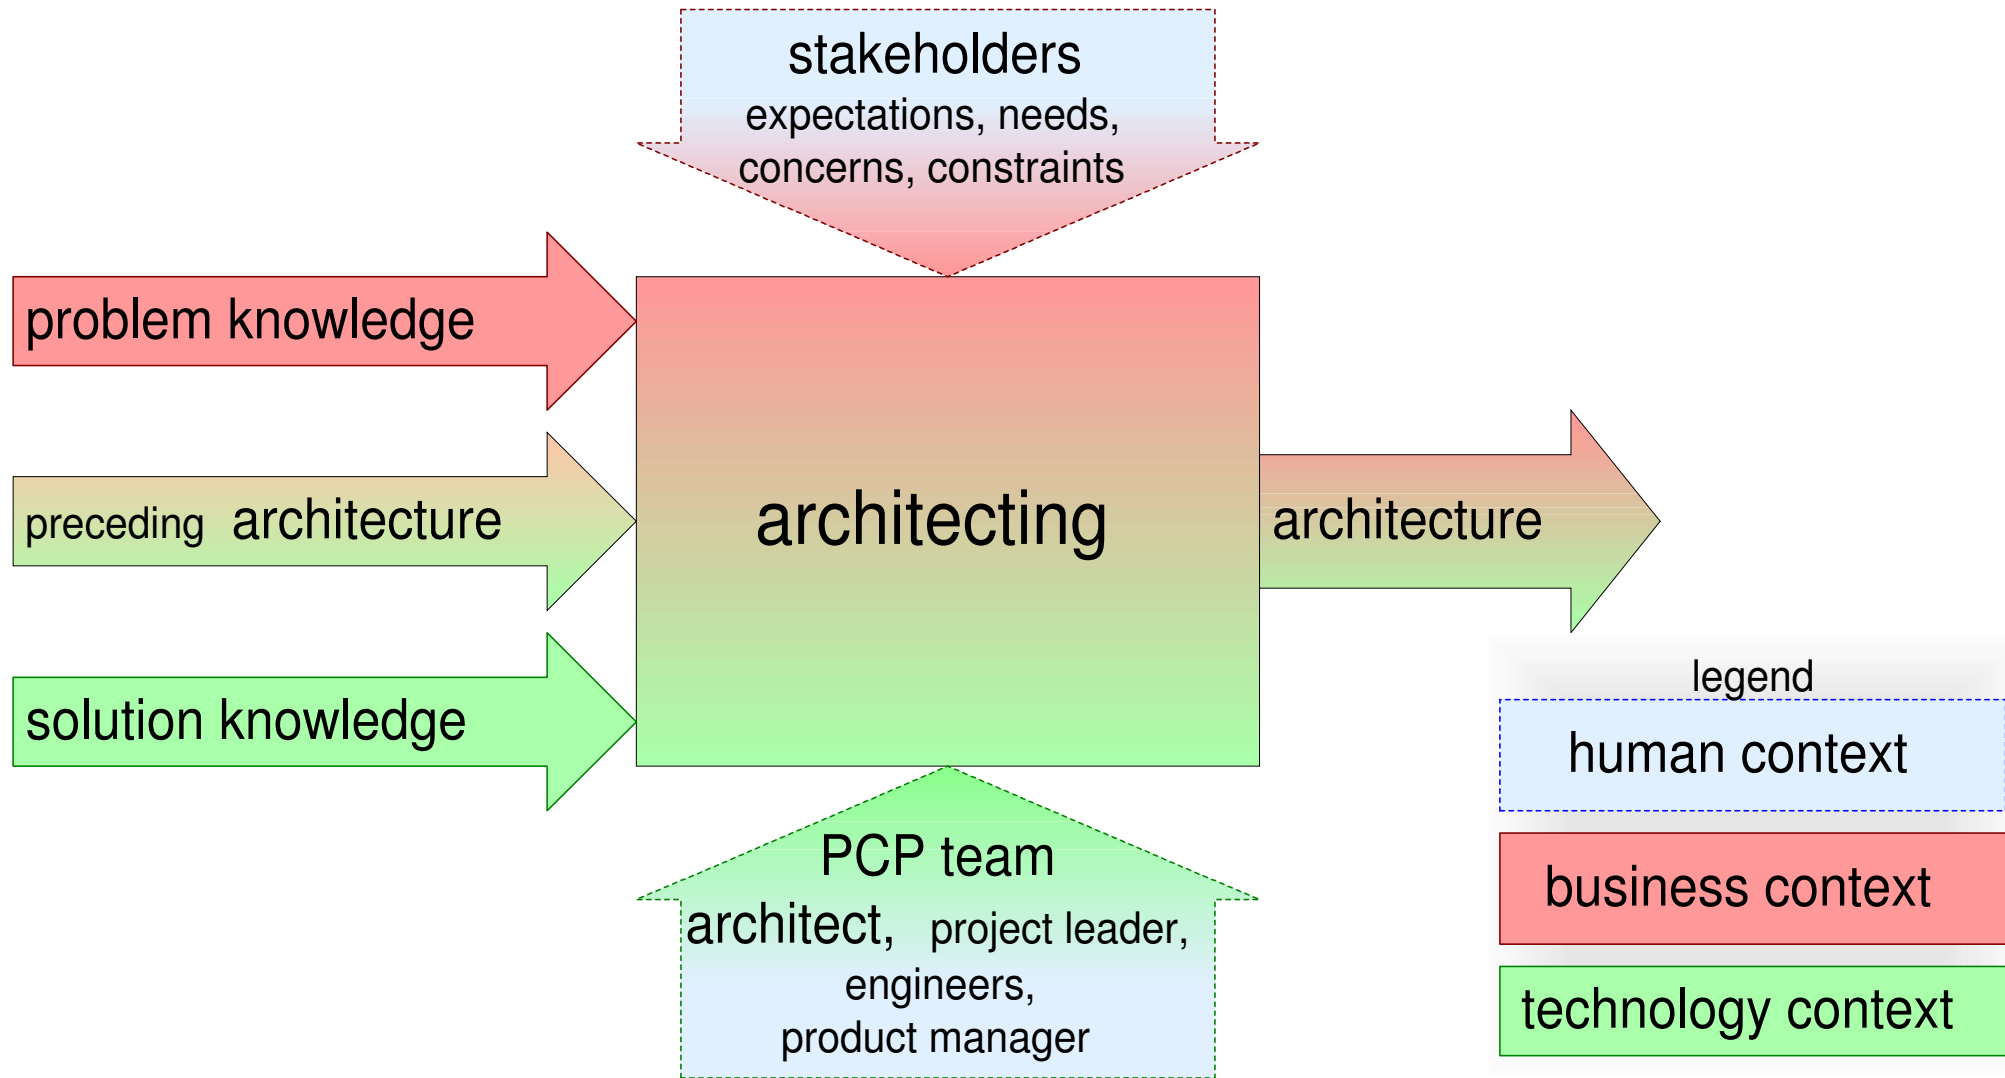 stakeholders
expectations, needs,
concerns, constraints
problem knowledge
preceding architecture
solution knowledge
architecting
architecture
PCP team
architect, project leader,
engineers,
product manager
legend
human context
business context
technology context